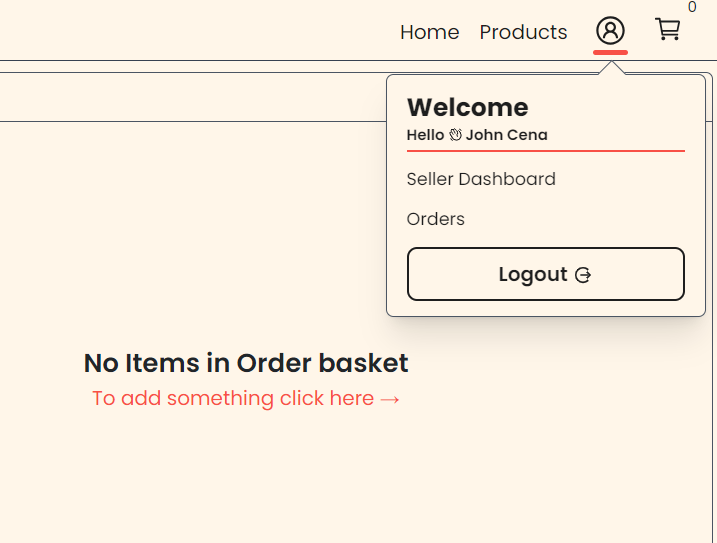 0
Home Products
Welcome
Hello 👋 John Cena
Seller Dashboard
Orders
Logout
No Items in Order basket
To add something click here →